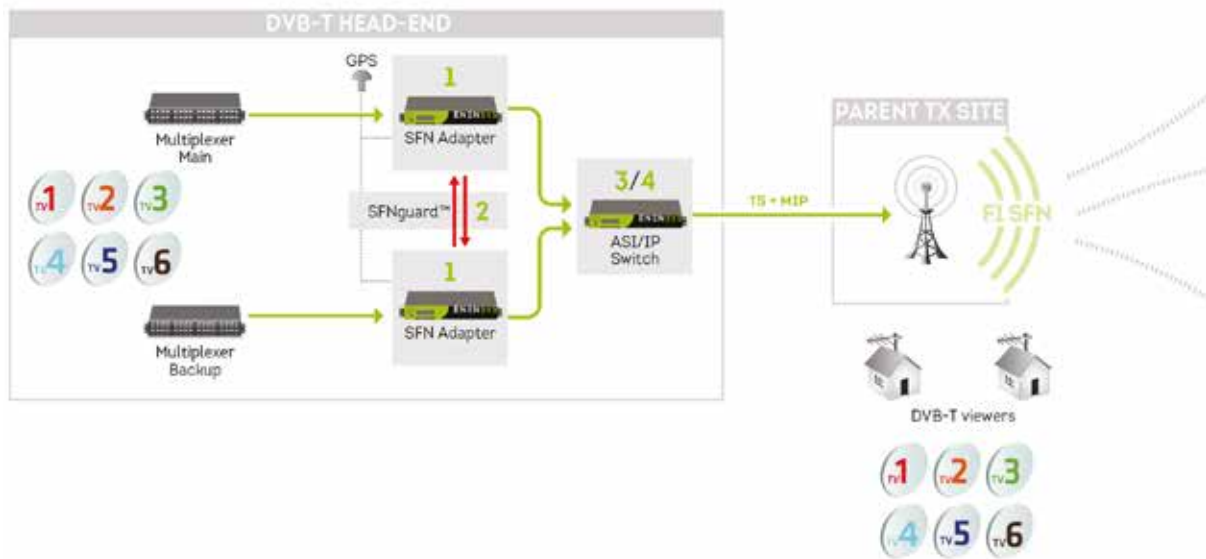 DVB-T HEAD-END
GPS
1
SFN Adapter
Multiplexer
Main
PARENT TX SITE
TV1 TV2 TV3
TV4 TV5 TV6
SFNguard™ 2
3/4
ASI/IP
Switch
TS + MIP
F1 SFN
1
SFN Adapter
Multiplexer
Backup
DVB-T viewers
TV1 TV2 TV3
TV4 TV5 TV6